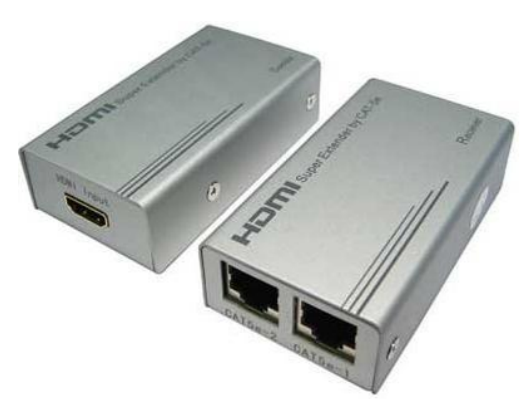 HDMI Super Extender by CAT-5e
Sender
HDMI Input
HDMI Super Extender by CAT-5e
Receiver
CAT5e-2
CAT5e-1